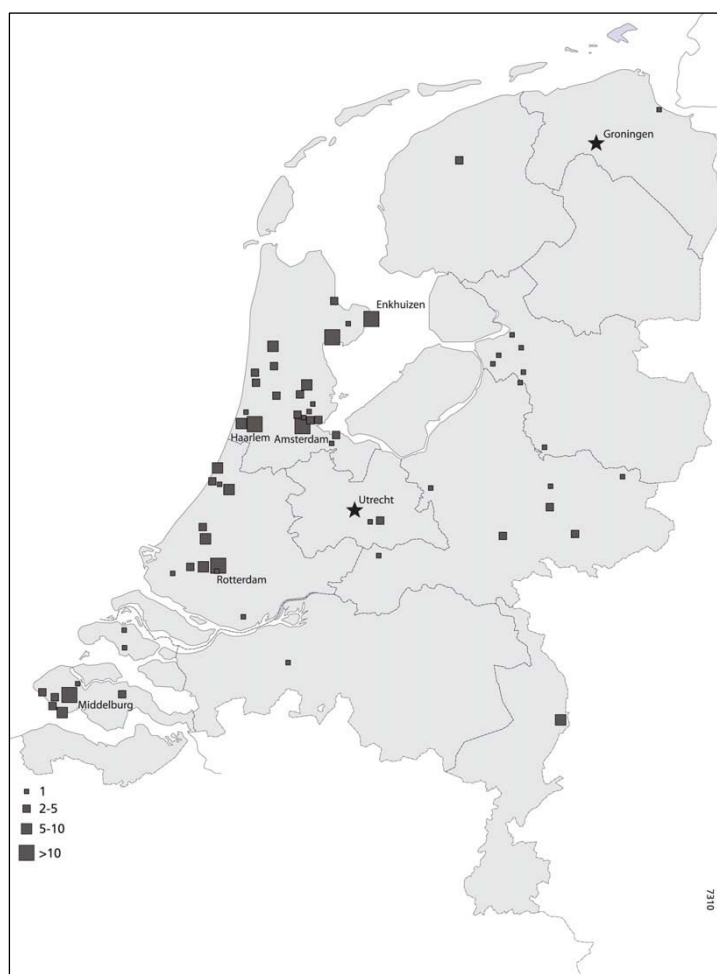 Groningen
Enkhuizen
Haarlem
Amsterdam
Utrecht
Rotterdam
Middelburg
1
2-5
5-10
>10
7310